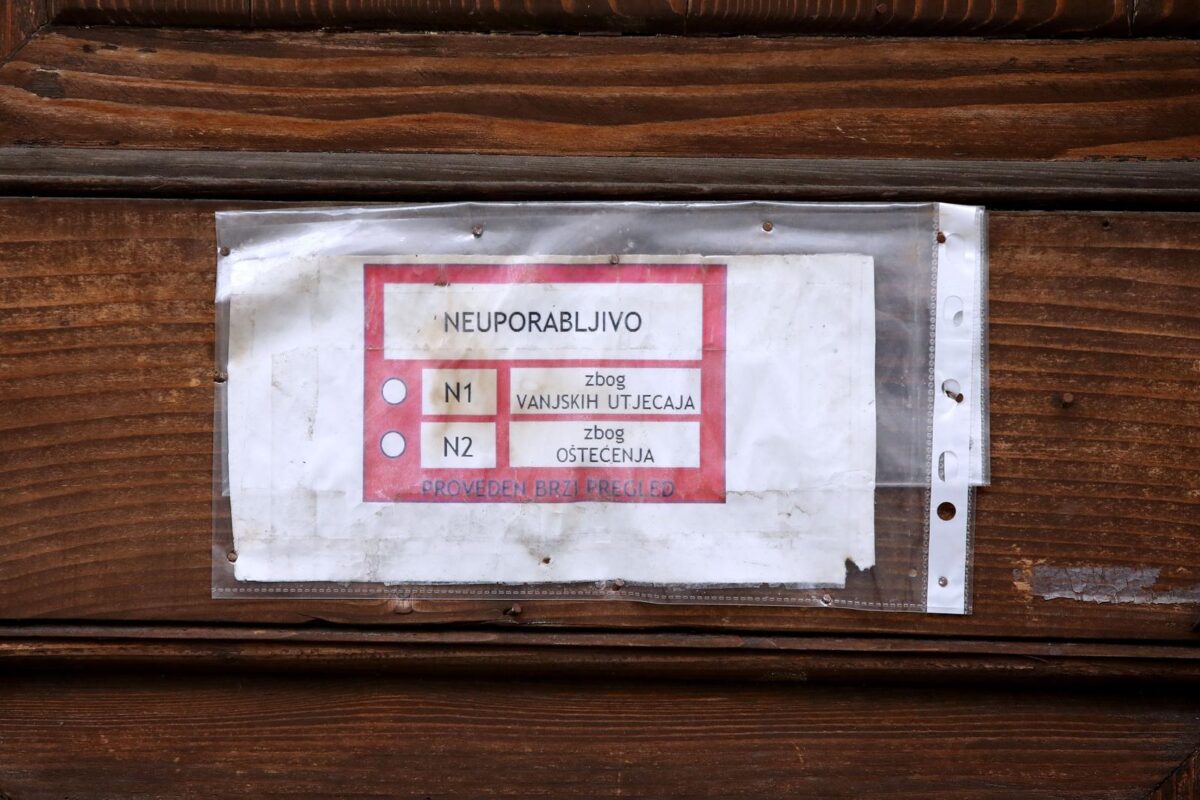 NEUPORABLJIVO
N1
zbog
VANJSKIH UTJECAJA
N2
zbog
OŠTEĆENJA
PROVEDEN BRZI PREGLED